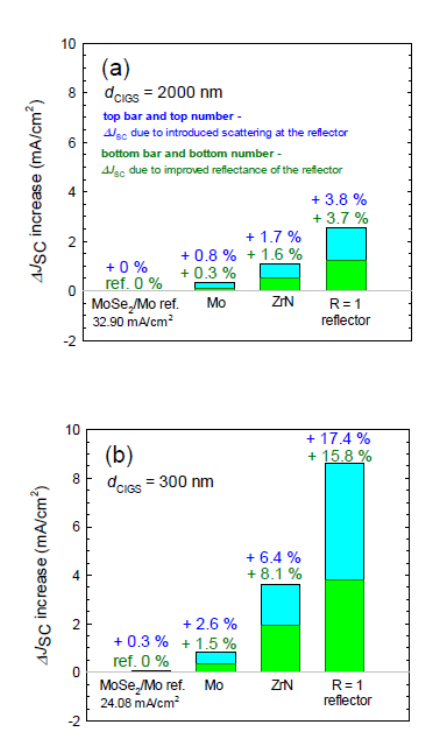 10
(a)
8
d_CIGS = 2000 nm
top bar and top number -
ΔJ_SC due to introduced scattering at the reflector
6
bottom bar and bottom number -
ΔJ_SC due to improved reflectance of the reflector
4
+ 3.8 %
+ 3.7 %
2
+ 1.7 %
+ 1.6 %
+ 0.8 %
+ 0.3 %
+ 0 %
ref. 0 %
0
MoSe2/Mo ref. Mo ZrN R = 1
32.90 mA/cm² reflector
-2
ΔJSC increase (mA/cm²)
10
+ 17.4 %
+ 15.8 %
(b)
8
d_CIGS = 300 nm
6
+ 6.4 %
+ 8.1 %
4
+ 2.6 %
+ 1.5 %
2
+ 0.3 %
ref. 0 %
0
MoSe2/Mo ref. Mo ZrN R = 1
24.08 mA/cm² reflector
-2
ΔJSC increase (mA/cm²)